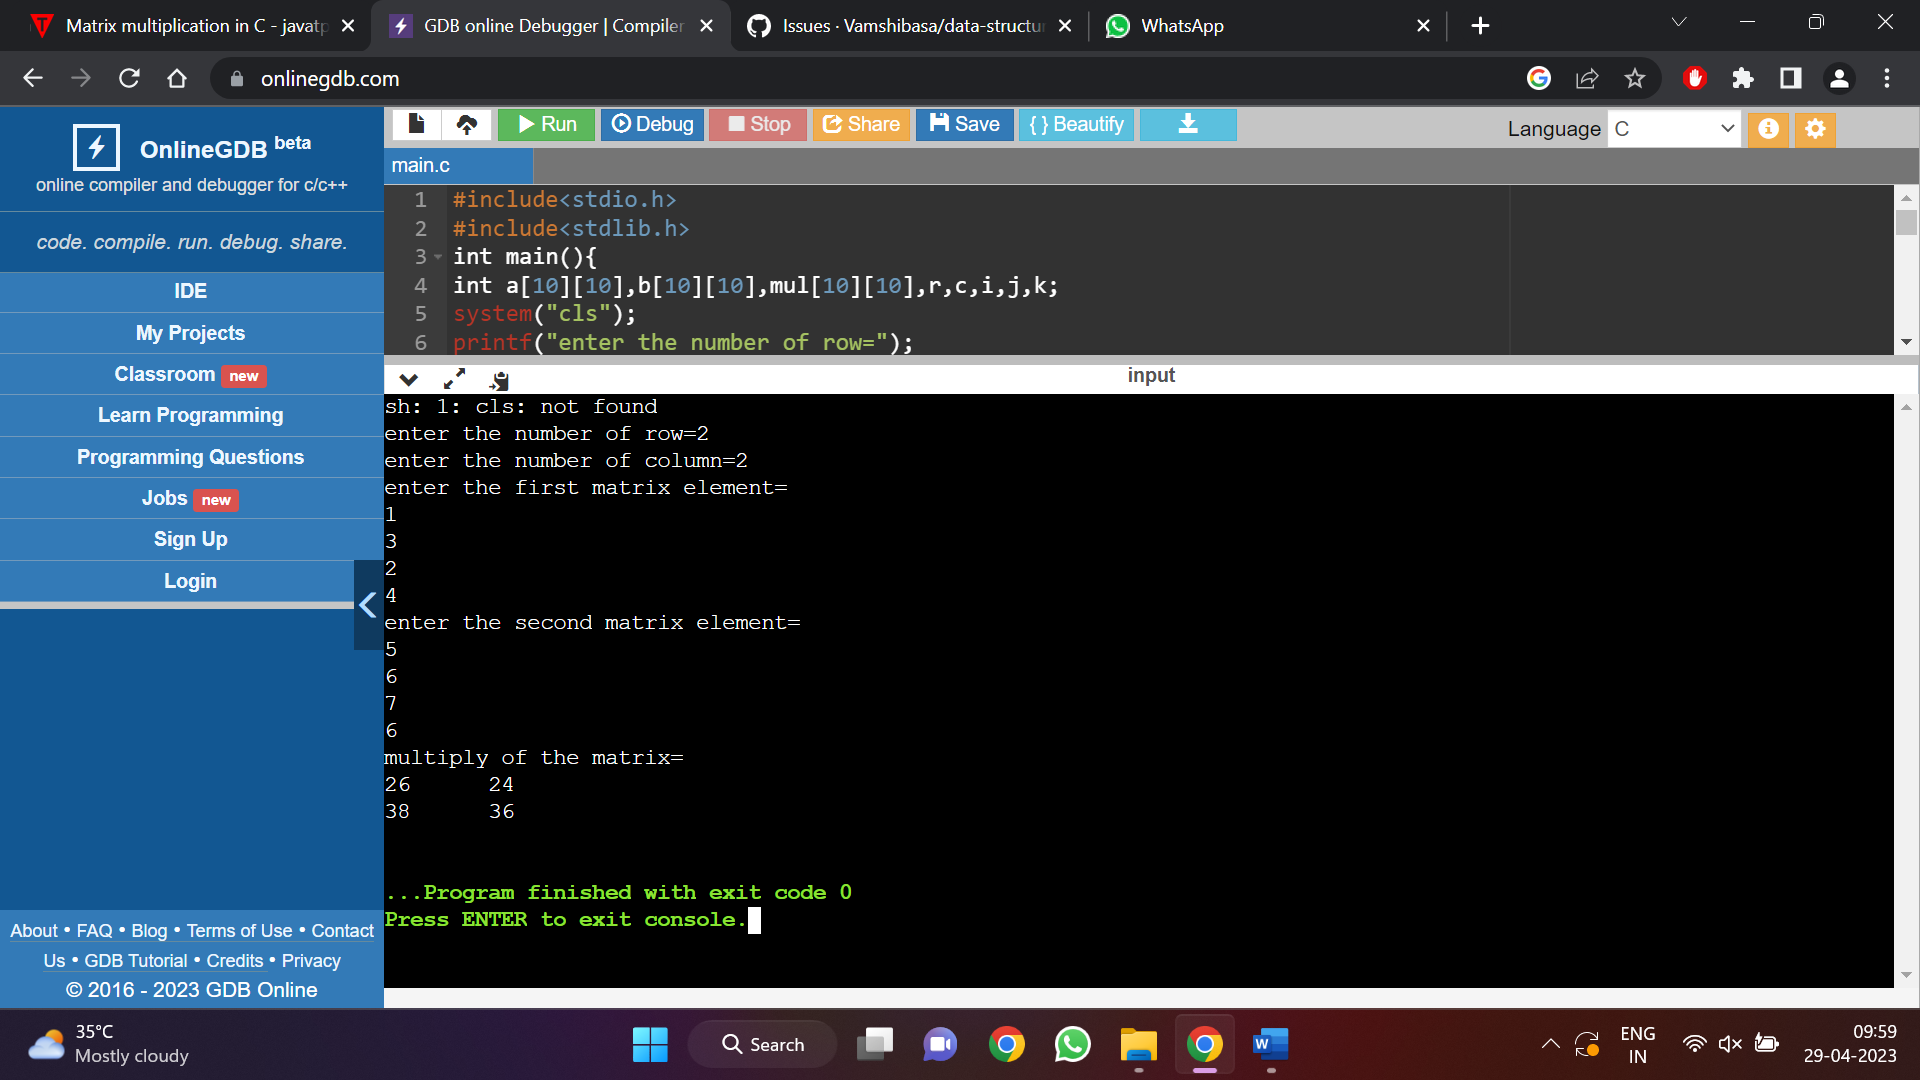 Matrix multiplication in C - javatp
GDB online Debugger | Compiler
Issues · Vamshibasa/data-structur
WhatsApp
onlinegdb.com
OnlineGDB beta
online compiler and debugger for c/c++
code. compile. run. debug. share.
IDE
My Projects
Classroom new
Learn Programming
Programming Questions
Jobs new
Sign Up
Login
About • FAQ • Blog • Terms of Use • Contact
Us • GDB Tutorial • Credits • Privacy
© 2016 - 2023 GDB Online
Run Debug Stop Share Save {} Beautify
Language C
main.c
1 #include<stdio.h>
2 #include<stdlib.h>
3 int main(){
4 int a[10][10],b[10][10],mul[10][10],r,c,i,j,k;
5 system("cls");
6 printf("enter the number of row=");
input
sh: 1: cls: not found
enter the number of row=2
enter the number of column=2
enter the first matrix element=
1
3
2
4
enter the second matrix element=
5
6
7
6
multiply of the matrix=
26 24
38 36
...Program finished with exit code 0
Press ENTER to exit console.
35°C
Mostly cloudy
Search
W
ENG
IN
09:59
29-04-2023